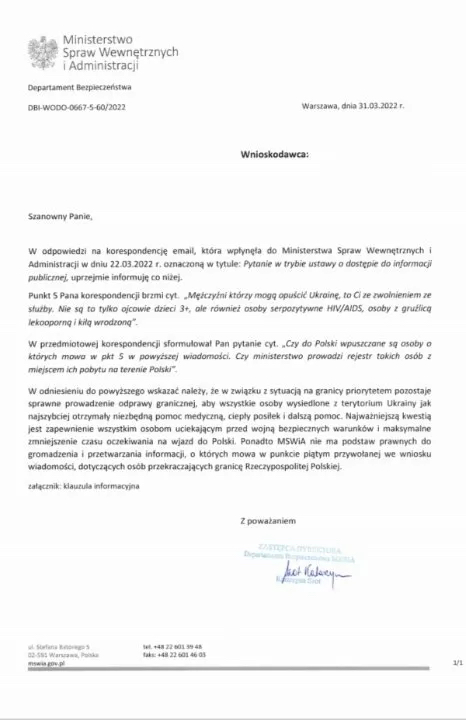 Ministerstwo
Spraw Wewnętrznych
i Administracji
Departament Bezpieczeństwa
DBI-WODO-0667-5-60/2022
Warszawa, dnia 31.03.2022 r.
Wnioskodawca:
Szanowny Panie,
W odpowiedzi na korespondencję email, która wpłynęła do Ministerstwa Spraw Wewnętrznych i
Administracji w dniu 22.03.2022 r. oznaczoną w tytule: Pytanie w trybie ustawy o dostępie do informacji
publicznej, uprzejmie informuję co niżej.
Punkt 5 Pana korespondencji brzmi cyt. „Mężczyźni którzy mogą opuścić Ukrainę, to Ci ze zwolnieniem ze
służby. Nie są to tylko ojcowie dzieci 3+, ale również osoby serpozytywne HIV/AIDS, osoby z gruźlicą
lekooporną i kiłą wrodzoną”.
W przedmiotowej korespondencji sformułował Pan pytanie cyt. „Czy do Polski wpuszczane są osoby o
których mowa w pkt 5 w powyższej wiadomości. Czy ministerstwo prowadzi rejestr takich osób z
miejscem ich pobytu na terenie Polski”.
W odniesieniu do powyższego wskazać należy, że w związku z sytuacją na granicy priorytetem pozostaje
sprawne prowadzenie odprawy granicznej, aby wszystkie osoby wysiedlone z terytorium Ukrainy jak
najszybciej otrzymały niezbędną pomoc medyczną, ciepły posiłek i dalszą pomoc. Najważniejszą kwestią
jest zapewnienie wszystkim osobom uciekającym przed wojną bezpiecznych warunków i maksymalne
zmniejszenie czasu oczekiwania na wjazd do Polski. Ponadto MSWiA nie ma podstaw prawnych do
gromadzenia i przetwarzania informacji, o których mowa w punkcie piątym przywołanej we wniosku
wiadomości, dotyczących osób przekraczających granicę Rzeczypospolitej Polskiej.
załącznik: klauzula informacyjna
Z poważaniem
ZASTĘPCA DYREKTORA
Departamentu Bezpieczeństwa MSWiA
ul. Stefana Batorego 5
02-591 Warszawa, Polska
mswia.gov.pl
tel. +48 22 601 39 48
faks: +48 22 601 46 03
1/1